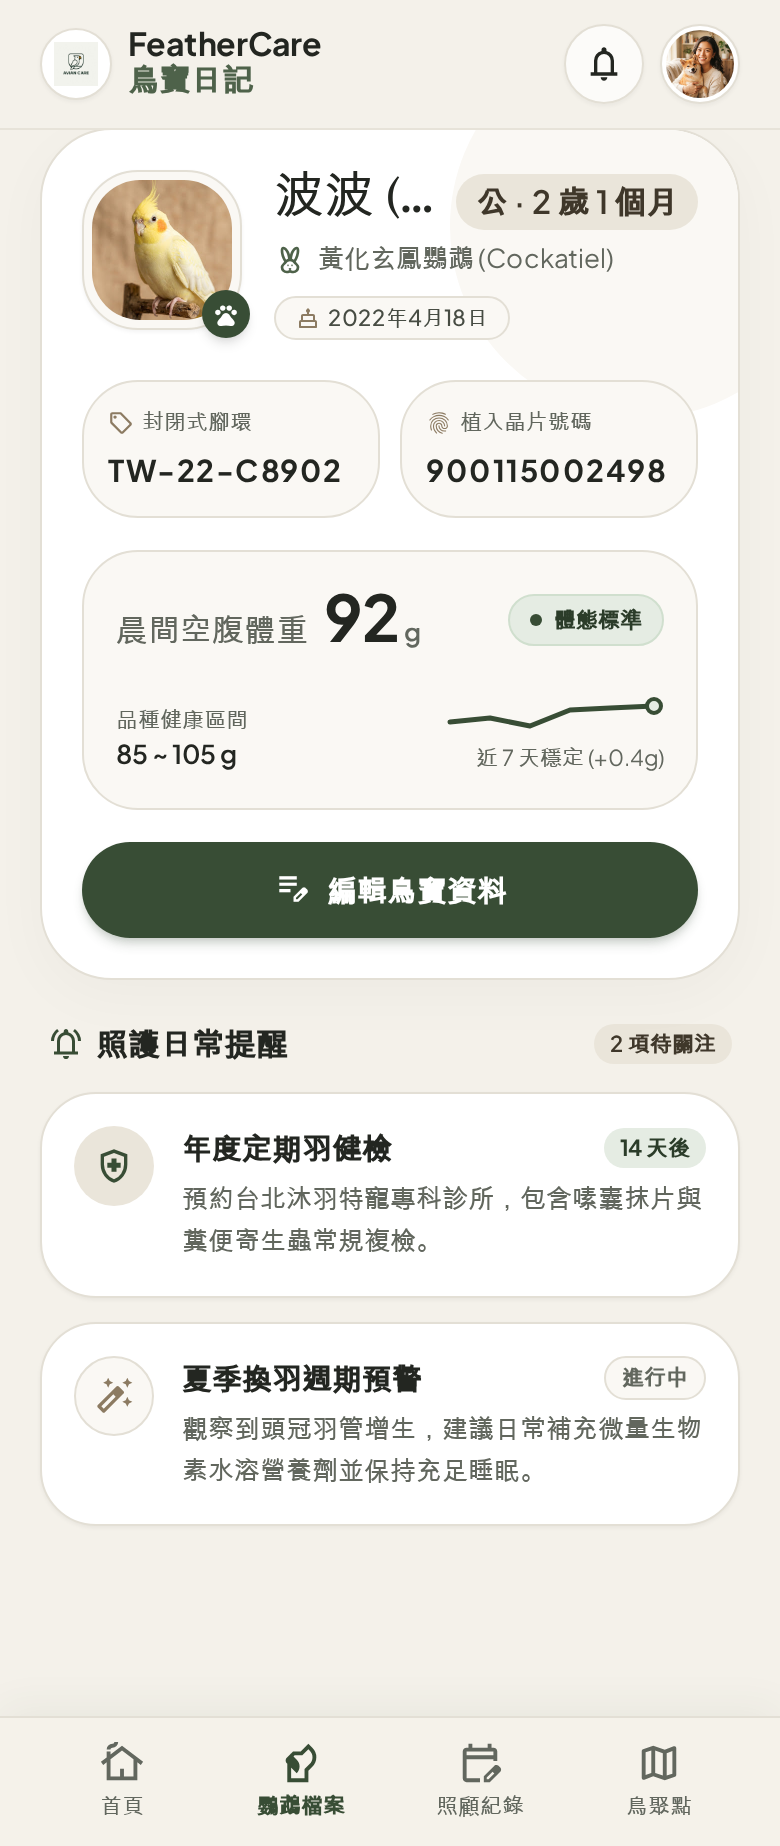 AVIAN CARE
FeatherCare
鳥寶日記
波波 (...
公 · 2 歲 1 個月
黃化玄鳳鸚鵡 (Cockatiel)
2022年4月18日
封閉式腳環
TW-22-C8902
植入晶片號碼
900115002498
晨間空腹體重 92 g
體態標準
品種健康區間
85 ~ 105 g
近 7 天穩定 (+0.4g)
編輯鳥寶資料
照護日常提醒
2 項待關注
年度定期羽健檢
14 天後
預約台北沐羽特寵專科診所，包含嗉囊抹片與
糞便寄生蟲常規複檢。
夏季換羽週期預警
進行中
觀察到頭冠羽管增生，建議日常補充微量生物
素水溶營養劑並保持充足睡眠。
首頁
鸚鵡檔案
照顧紀錄
鳥聚點